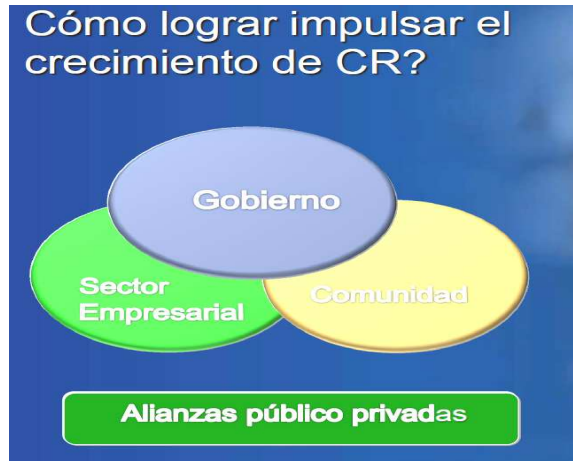 Cómo lograr impulsar el
crecimiento de CR?
Gobierno
Sector
Empresarial
Comunidad
Alianzas público privadas